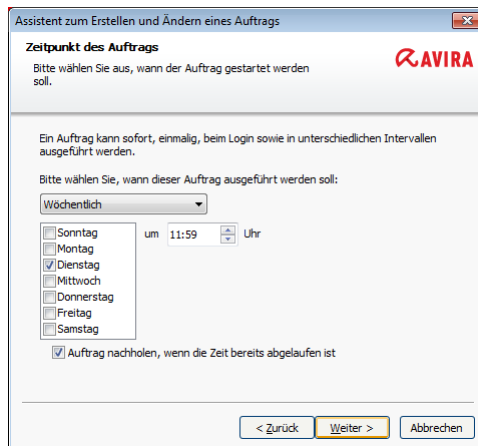 Assistent zum Erstellen und Ändern eines Auftrags
Zeitpunkt des Auftrags
Bitte wählen Sie aus, wann der Auftrag gestartet werden
soll.
AVIRA
Ein Auftrag kann sofort, einmalig, beim Login sowie in unterschiedlichen Intervallen
ausgeführt werden.
Bitte wählen Sie, wann dieser Auftrag ausgeführt werden soll:
Wöchentlich
Sonntag
um 11:59 Uhr
Montag
Dienstag
Mittwoch
Donnerstag
Freitag
Samstag
Auftrag nachholen, wenn die Zeit bereits abgelaufen ist
< Zurück
Weiter >
Abbrechen